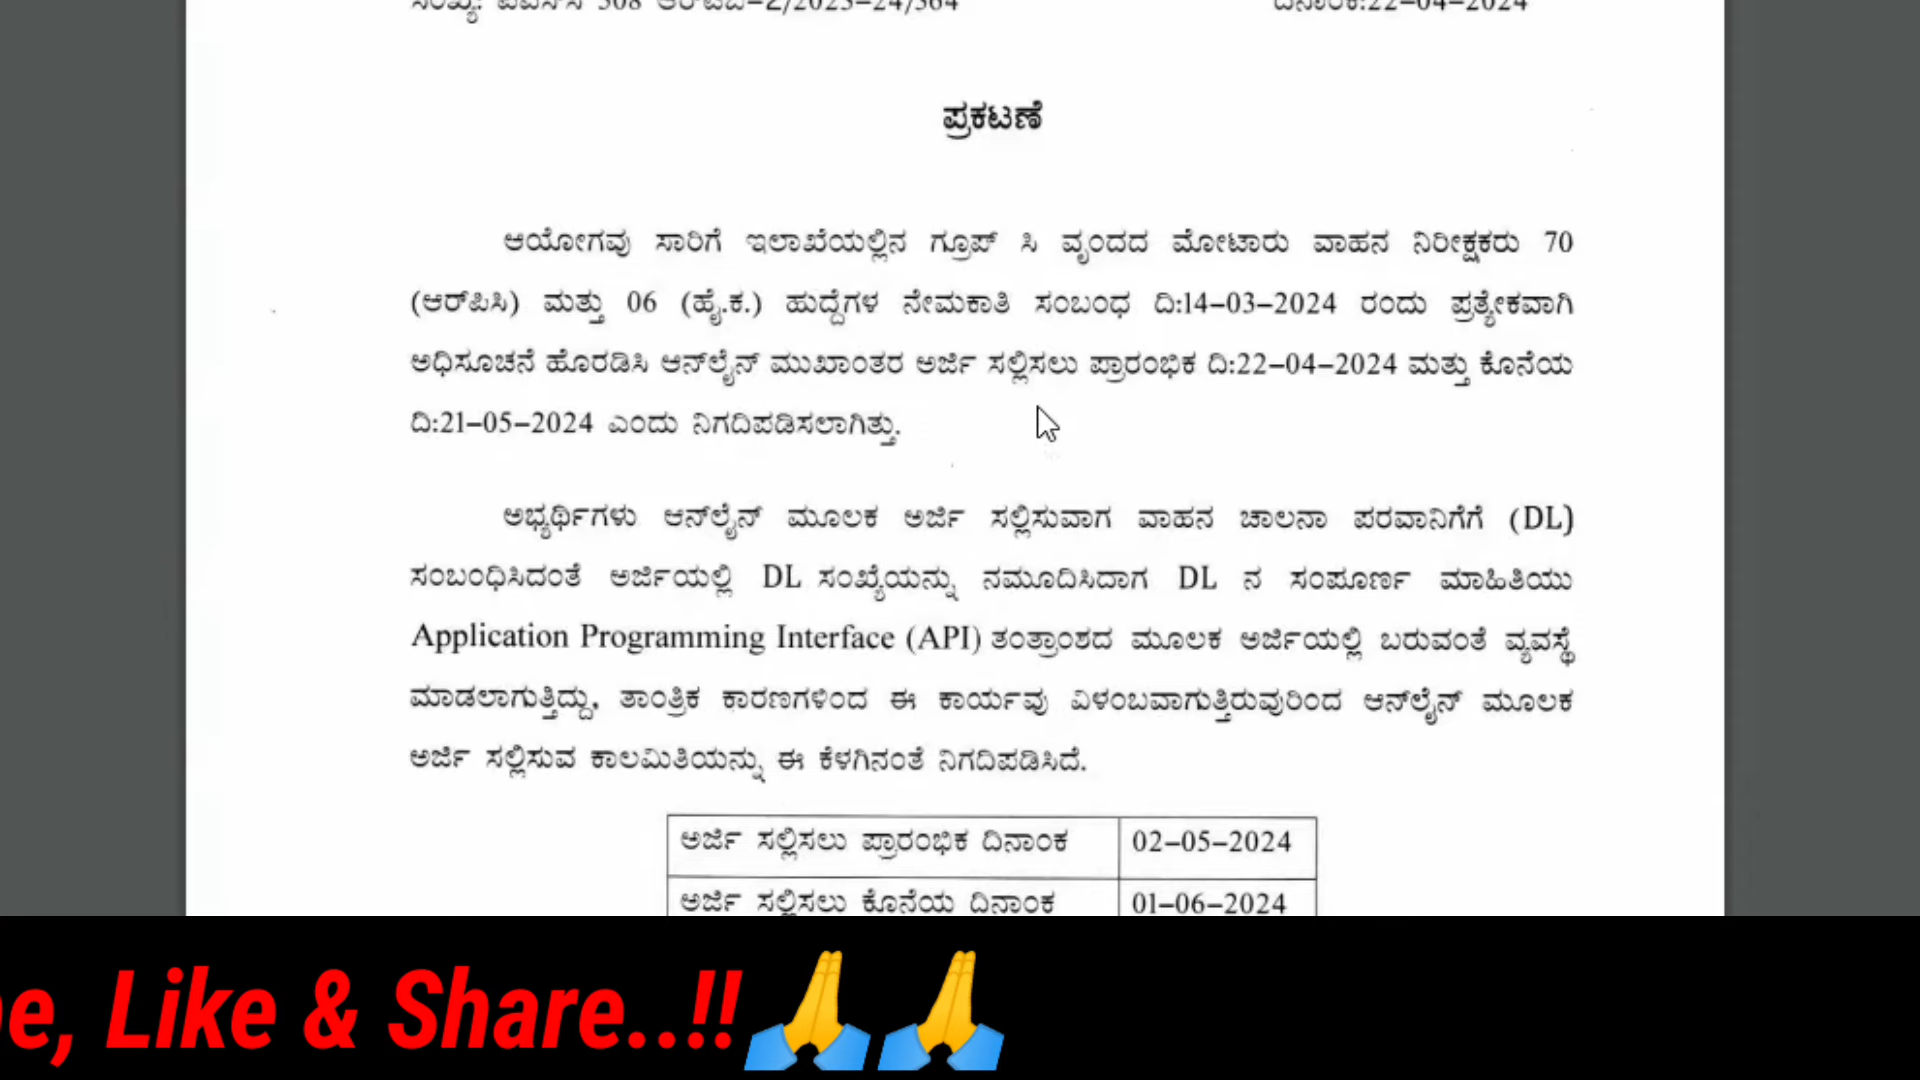 ಪ್ರಕಟಣೆ
ಆಯೋಗವು ಸಾರಿಗೆ ಇಲಾಖೆಯಲ್ಲಿನ ಗ್ರೂಪ್ ಸಿ ವೃಂದದ ಮೋಟಾರು ವಾಹನ ನಿರೀಕ್ಷಕರು 70
(ಆರ್‌ಪಿಸಿ) ಮತ್ತು 06 (ಹೈ.ಕ.) ಹುದ್ದೆಗಳ ನೇಮಕಾತಿ ಸಂಬಂಧ ದಿ:14-03-2024 ರಂದು ಪ್ರತ್ಯೇಕವಾಗಿ
ಅಧಿಸೂಚನೆ ಹೊರಡಿಸಿ ಆನ್‌ಲೈನ್ ಮುಖಾಂತರ ಅರ್ಜಿ ಸಲ್ಲಿಸಲು ಪ್ರಾರಂಭಿಕ ದಿ:22-04-2024 ಮತ್ತು ಕೊನೆಯ
ದಿ:21-05-2024 ಎಂದು ನಿಗದಿಪಡಿಸಲಾಗಿತ್ತು.
ಅಭ್ಯರ್ಥಿಗಳು ಆನ್‌ಲೈನ್ ಮೂಲಕ ಅರ್ಜಿ ಸಲ್ಲಿಸುವಾಗ ವಾಹನ ಚಾಲನಾ ಪರವಾನಿಗೆಗೆ (DL)
ಸಂಬಂಧಿಸಿದಂತೆ ಅರ್ಜಿಯಲ್ಲಿ DL ಸಂಖ್ಯೆಯನ್ನು ನಮೂದಿಸಿದಾಗ DL ನ ಸಂಪೂರ್ಣ ಮಾಹಿತಿಯು
Application Programming Interface (API) ತಂತ್ರಾಂಶದ ಮೂಲಕ ಅರ್ಜಿಯಲ್ಲಿ ಬರುವಂತೆ ವ್ಯವಸ್ಥೆ
ಮಾಡಲಾಗುತ್ತಿದ್ದು, ತಾಂತ್ರಿಕ ಕಾರಣಗಳಿಂದ ಈ ಕಾರ್ಯವು ವಿಳಂಬವಾಗುತ್ತಿರುವುರಿಂದ ಆನ್‌ಲೈನ್ ಮೂಲಕ
ಅರ್ಜಿ ಸಲ್ಲಿಸುವ ಕಾಲಮಿತಿಯನ್ನು ಈ ಕೆಳಗಿನಂತೆ ನಿಗದಿಪಡಿಸಿದೆ.
ಅರ್ಜಿ ಸಲ್ಲಿಸಲು ಪ್ರಾರಂಭಿಕ ದಿನಾಂಕ 02-05-2024
ಅರ್ಜಿ ಸಲ್ಲಿಸಲು ಕೊನೆಯ ದಿನಾಂಕ 01-06-2024
e, Like & Share..!!🙏🙏